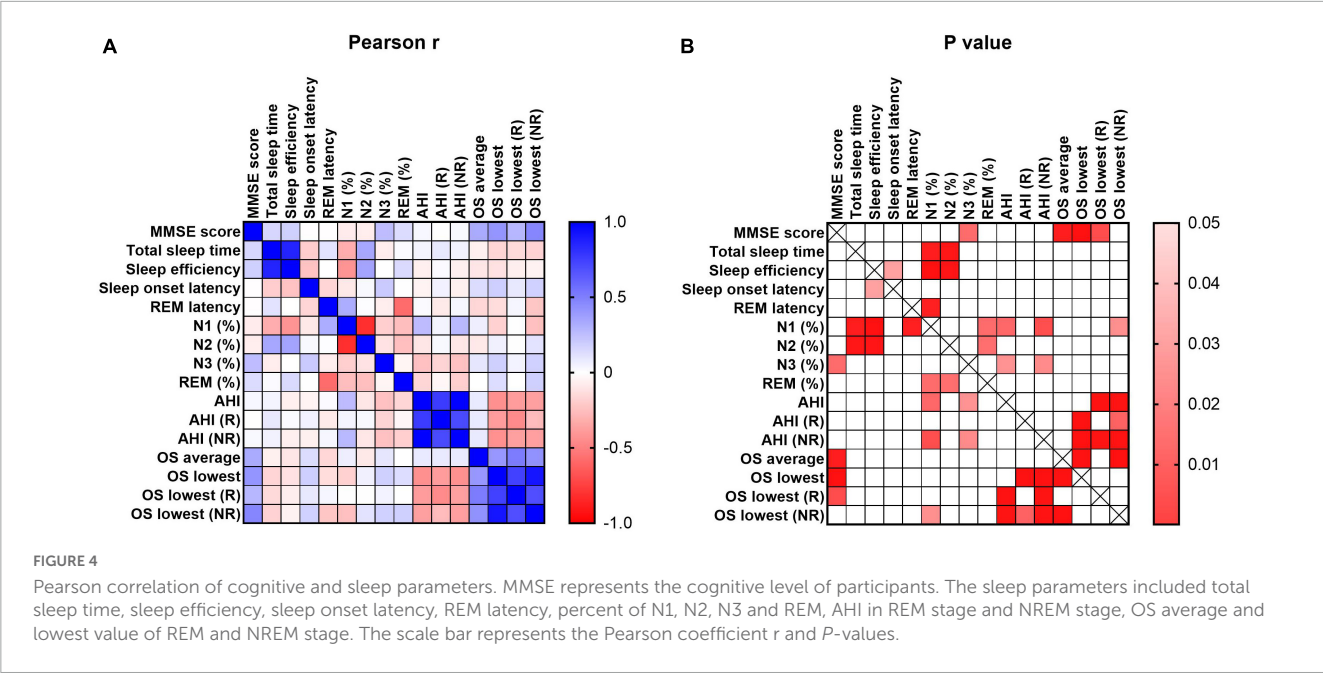 A
Pearson r
MMSE score
Total sleep time
Sleep efficiency
Sleep onset latency
REM latency
N1 (%)
N2 (%)
N3 (%)
REM (%)
AHI
AHI (R)
AHI (NR)
OS average
OS lowest
OS lowest (R)
OS lowest (NR)
MMSE score
Total sleep time
Sleep efficiency
Sleep onset latency
REM latency
N1 (%)
N2 (%)
N3 (%)
REM (%)
AHI
AHI (R)
AHI (NR)
OS average
OS lowest
OS lowest (R)
OS lowest (NR)
1.0
0.5
0
-0.5
-1.0
B
P value
MMSE score
Total sleep time
Sleep efficiency
Sleep onset latency
REM latency
N1 (%)
N2 (%)
N3 (%)
REM (%)
AHI
AHI (R)
AHI (NR)
OS average
OS lowest
OS lowest (R)
OS lowest (NR)
MMSE score
Total sleep time
Sleep efficiency
Sleep onset latency
REM latency
N1 (%)
N2 (%)
N3 (%)
REM (%)
AHI
AHI (R)
AHI (NR)
OS average
OS lowest
OS lowest (R)
OS lowest (NR)
0.05
0.04
0.03
0.02
0.01
FIGURE 4
Pearson correlation of cognitive and sleep parameters. MMSE represents the cognitive level of participants. The sleep parameters included total
sleep time, sleep efficiency, sleep onset latency, REM latency, percent of N1, N2, N3 and REM, AHI in REM stage and NREM stage, OS average and
lowest value of REM and NREM stage. The scale bar represents the Pearson coefficient r and P-values.